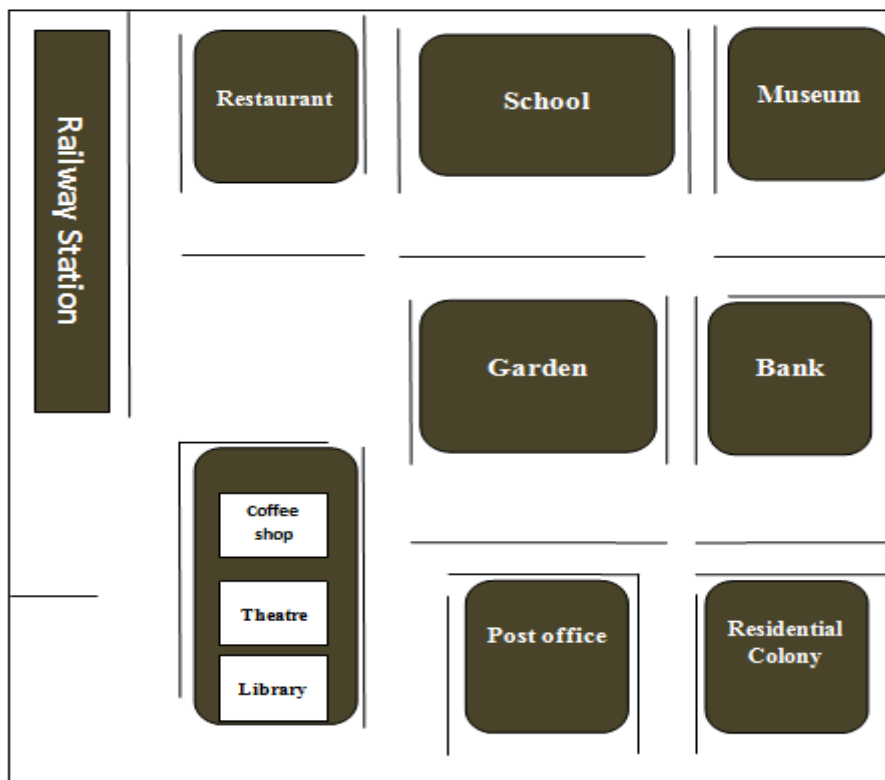 Railway Station
Restaurant
School
Museum
Garden
Bank
Coffee
shop
Theatre
Library
Post office
Residential
Colony